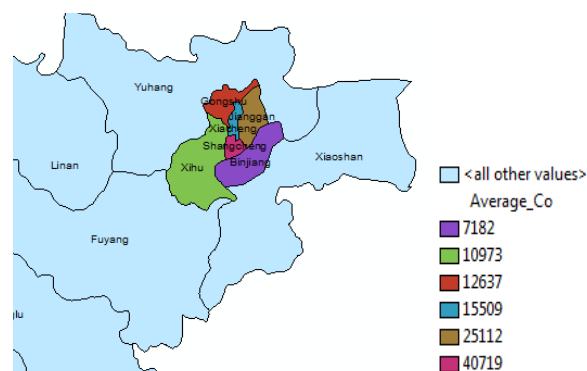 Yuhang
Gongshu
Jianggan
Xiacheng
Shangcheng
Linan
Xihu
Binjiang
Xiaoshan
Fuyang
lu
<all other values>
Average_Co
7182
10973
12637
15509
25112
40719